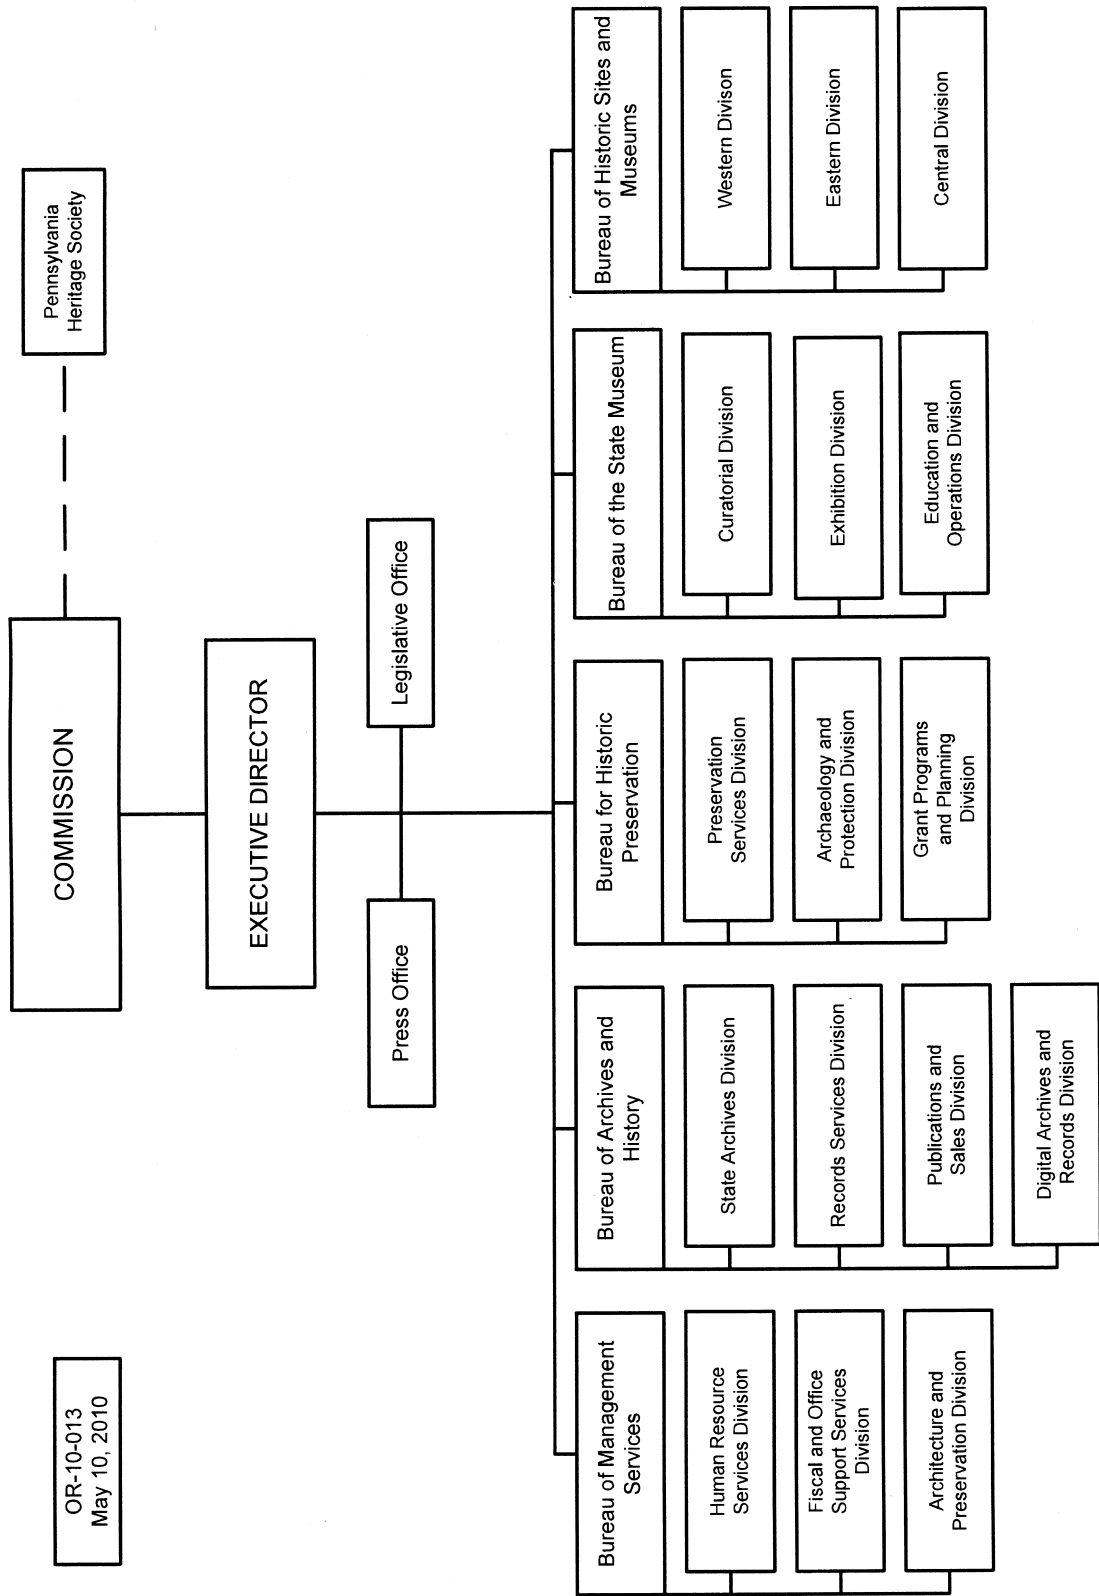 OR-10-013
May 10, 2010
COMMISSION
Pennsylvania
Heritage Society
EXECUTIVE DIRECTOR
Press Office
Legislative Office
Bureau of Management
Services
Human Resource
Services Division
Fiscal and Office
Support Services
Division
Architecture and
Preservation Division
Bureau of Archives and
History
State Archives Division
Records Services Division
Publications and
Sales Division
Digital Archives and
Records Division
Bureau for Historic
Preservation
Preservation
Services Division
Archaeology and
Protection Division
Grant Programs
and Planning
Division
Bureau of the State Museum
Curatorial Division
Exhibition Division
Education and
Operations Division
Bureau of Historic Sites and
Museums
Western Divison
Eastern Division
Central Division